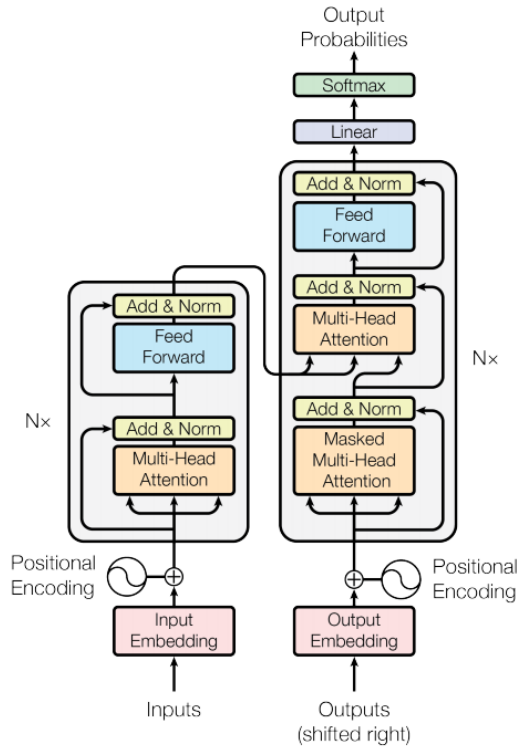 Output
Probabilities
Softmax
Linear
Add & Norm
Feed
Forward
Add & Norm
Multi-Head
Attention
Add & Norm
Masked
Multi-Head
Attention
N×
Add & Norm
Feed
Forward
Add & Norm
Multi-Head
Attention
N×
Positional
Encoding
Positional
Encoding
Input
Embedding
Output
Embedding
Inputs
Outputs
(shifted right)